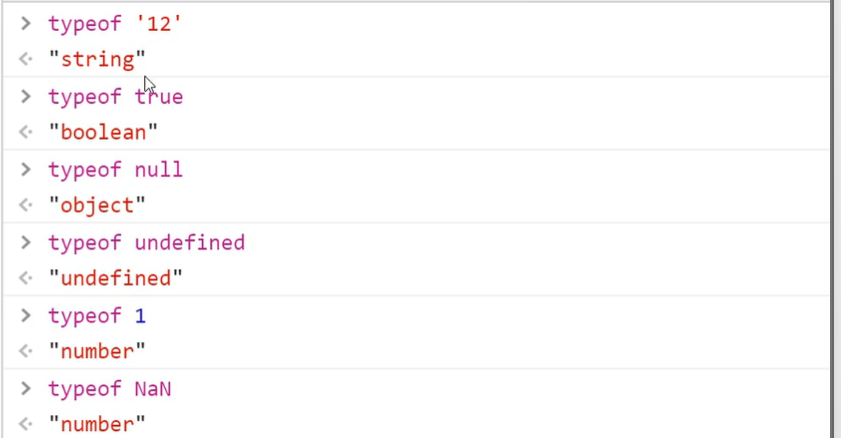 > typeof '12'
<· "string"
> typeof true
<· "boolean"
> typeof null
<· "object"
> typeof undefined
<· "undefined"
> typeof 1
<· "number"
> typeof NaN
<· "number"